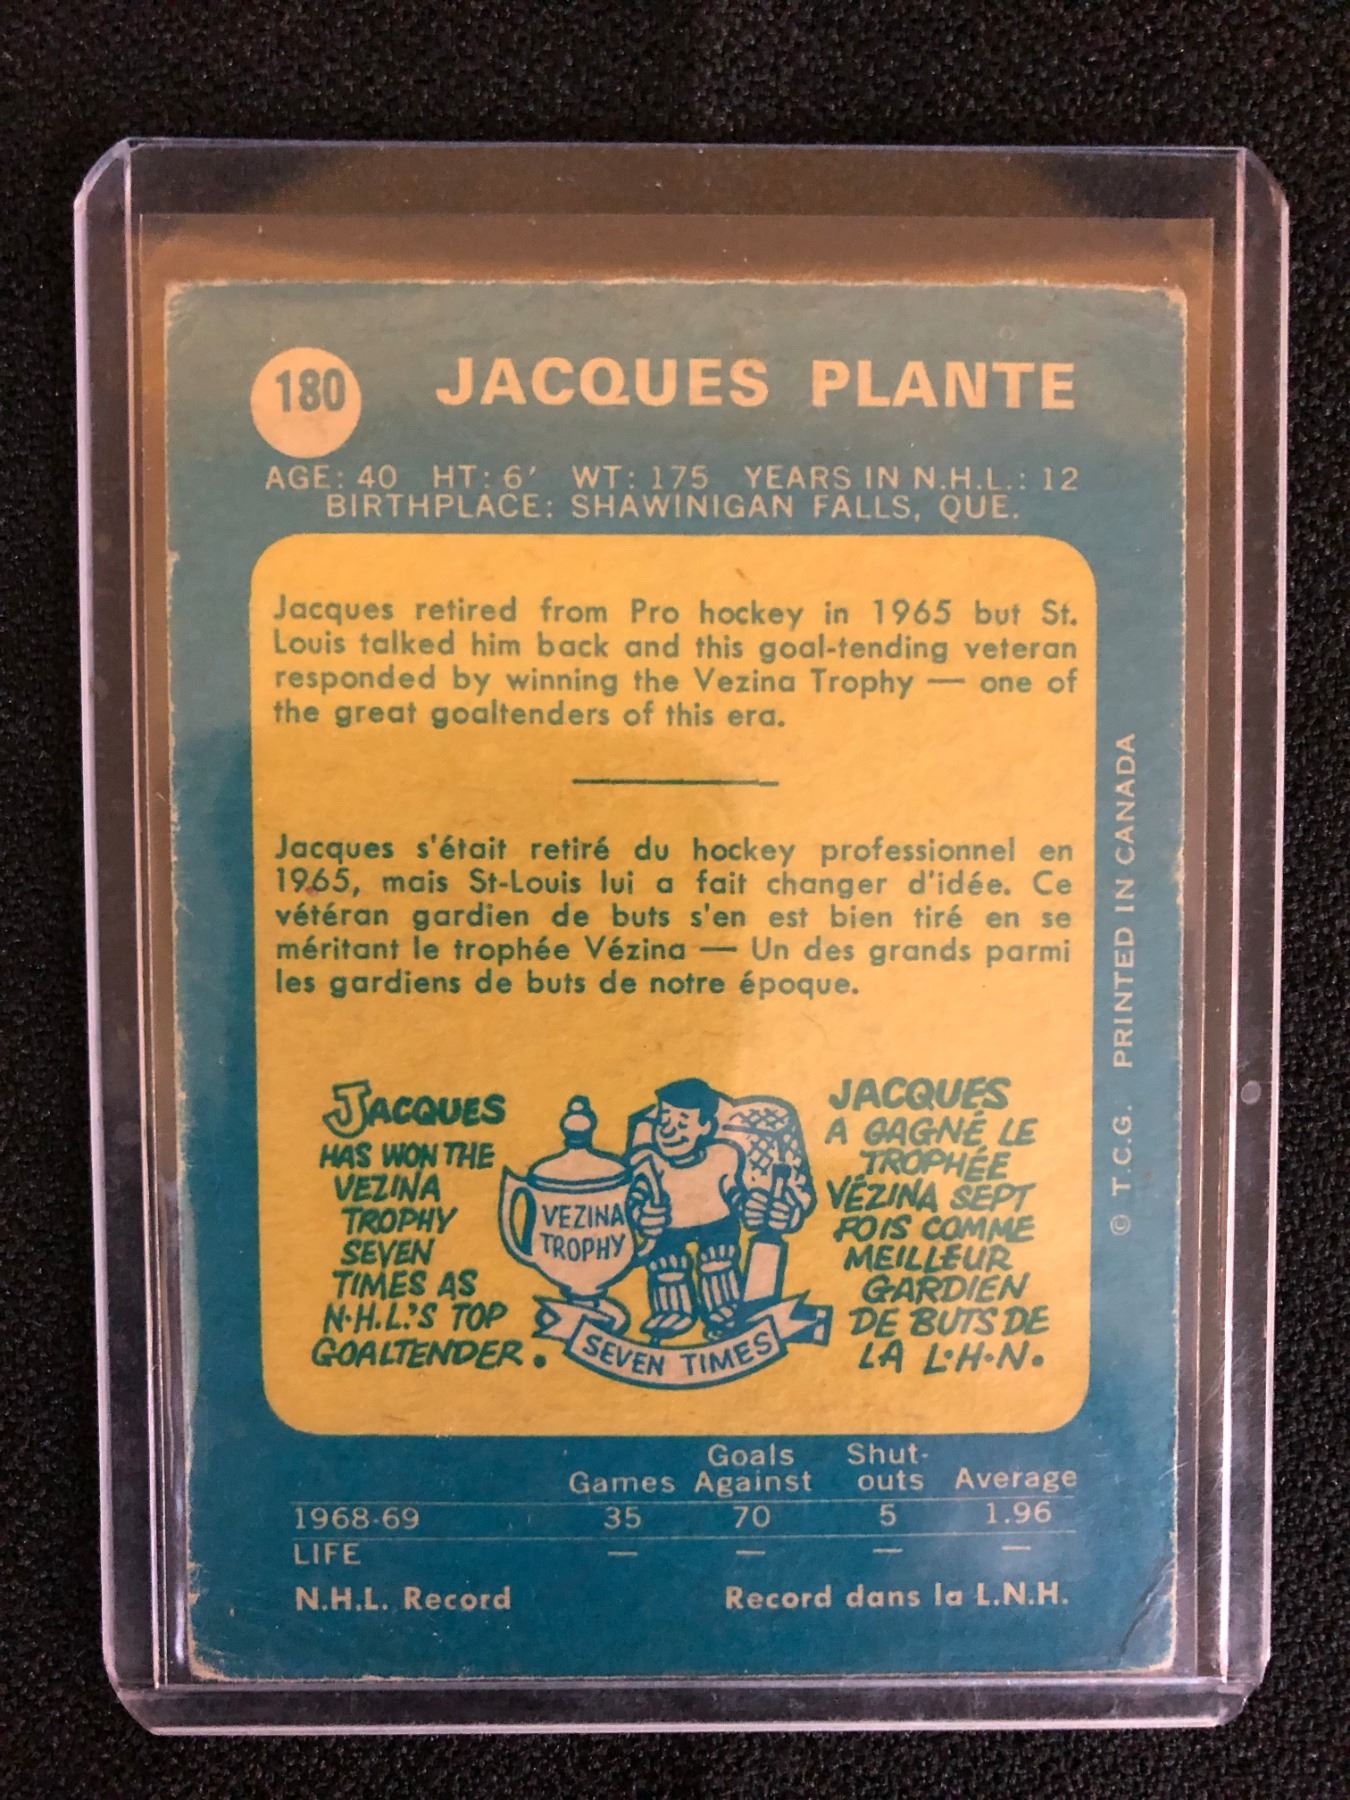 180
JACQUES PLANTE
AGE: 40 HT: 6' WT: 175 YEARS IN N.H.L.: 12
BIRTHPLACE: SHAWINIGAN FALLS, QUE.
Jacques retired from Pro hockey in 1965 but St.
Louis talked him back and this goal-tending veteran
responded by winning the Vezina Trophy — one of
the great goaltenders of this era.
Jacques s'était retiré du hockey professionnel en
1965, mais St-Louis lui a fait changer d'idée. Ce
vétéran gardien de buts s'en est bien tiré en se
méritant le trophée Vézina — Un des grands parmi
les gardiens de buts de notre époque.
JACQUES
HAS WON THE
VEZINA
TROPHY
SEVEN
TIMES AS
N.H.L.'S TOP
GOALTENDER.
VEZINA
TROPHY
SEVEN TIMES
JACQUES
A GAGNÉ LE
TROPHÉE
VÉZINA SEPT
FOIS COMME
MEILLEUR
GARDIEN
DE BUTS DE
LA L.H.N.
© T.C.G. PRINTED IN CANADA
Goals Shut-
Games Against outs Average
1968-69 35 70 5 1.96
LIFE — — — —
N.H.L. Record Record dans la L.N.H.